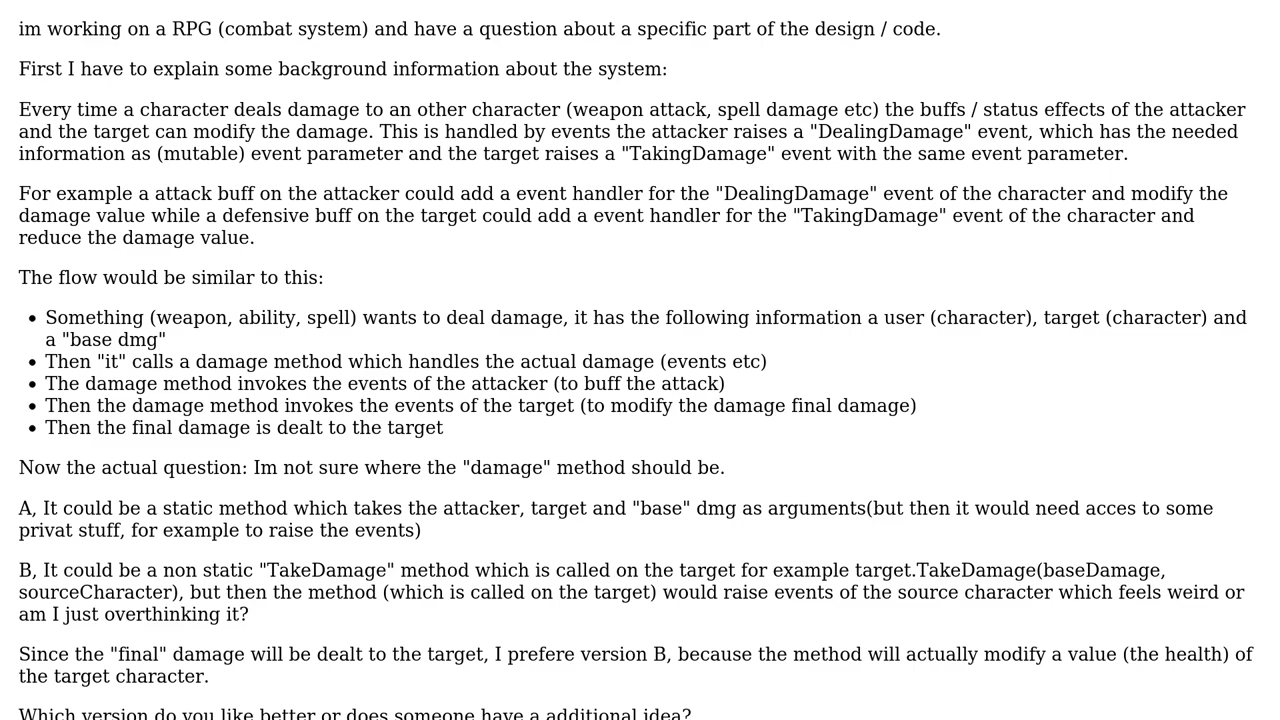 im working on a RPG (combat system) and have a question about a specific part of the design / code.
First I have to explain some background information about the system:
Every time a character deals damage to an other character (weapon attack, spell damage etc) the buffs / status effects of the attacker
and the target can modify the damage. This is handled by events the attacker raises a "DealingDamage" event, which has the needed
information as (mutable) event parameter and the target raises a "TakingDamage" event with the same event parameter.
For example a attack buff on the attacker could add a event handler for the "DealingDamage" event of the character and modify the
damage value while a defensive buff on the target could add a event handler for the "TakingDamage" event of the character and
reduce the damage value.
The flow would be similar to this:
• Something (weapon, ability, spell) wants to deal damage, it has the following information a user (character), target (character) and
a "base dmg"
• Then "it" calls a damage method which handles the actual damage (events etc)
• The damage method invokes the events of the attacker (to buff the attack)
• Then the damage method invokes the events of the target (to modify the damage final damage)
• Then the final damage is dealt to the target
Now the actual question: Im not sure where the "damage" method should be.
A, It could be a static method which takes the attacker, target and "base" dmg as arguments(but then it would need acces to some
privat stuff, for example to raise the events)
B, It could be a non static "TakeDamage" method which is called on the target for example target.TakeDamage(baseDamage,
sourceCharacter), but then the method (which is called on the target) would raise events of the source character which feels weird or
am I just overthinking it?
Since the "final" damage will be dealt to the target, I prefere version B, because the method will actually modify a value (the health) of
the target character.
Which version do you like better or does someone have a additional idea?